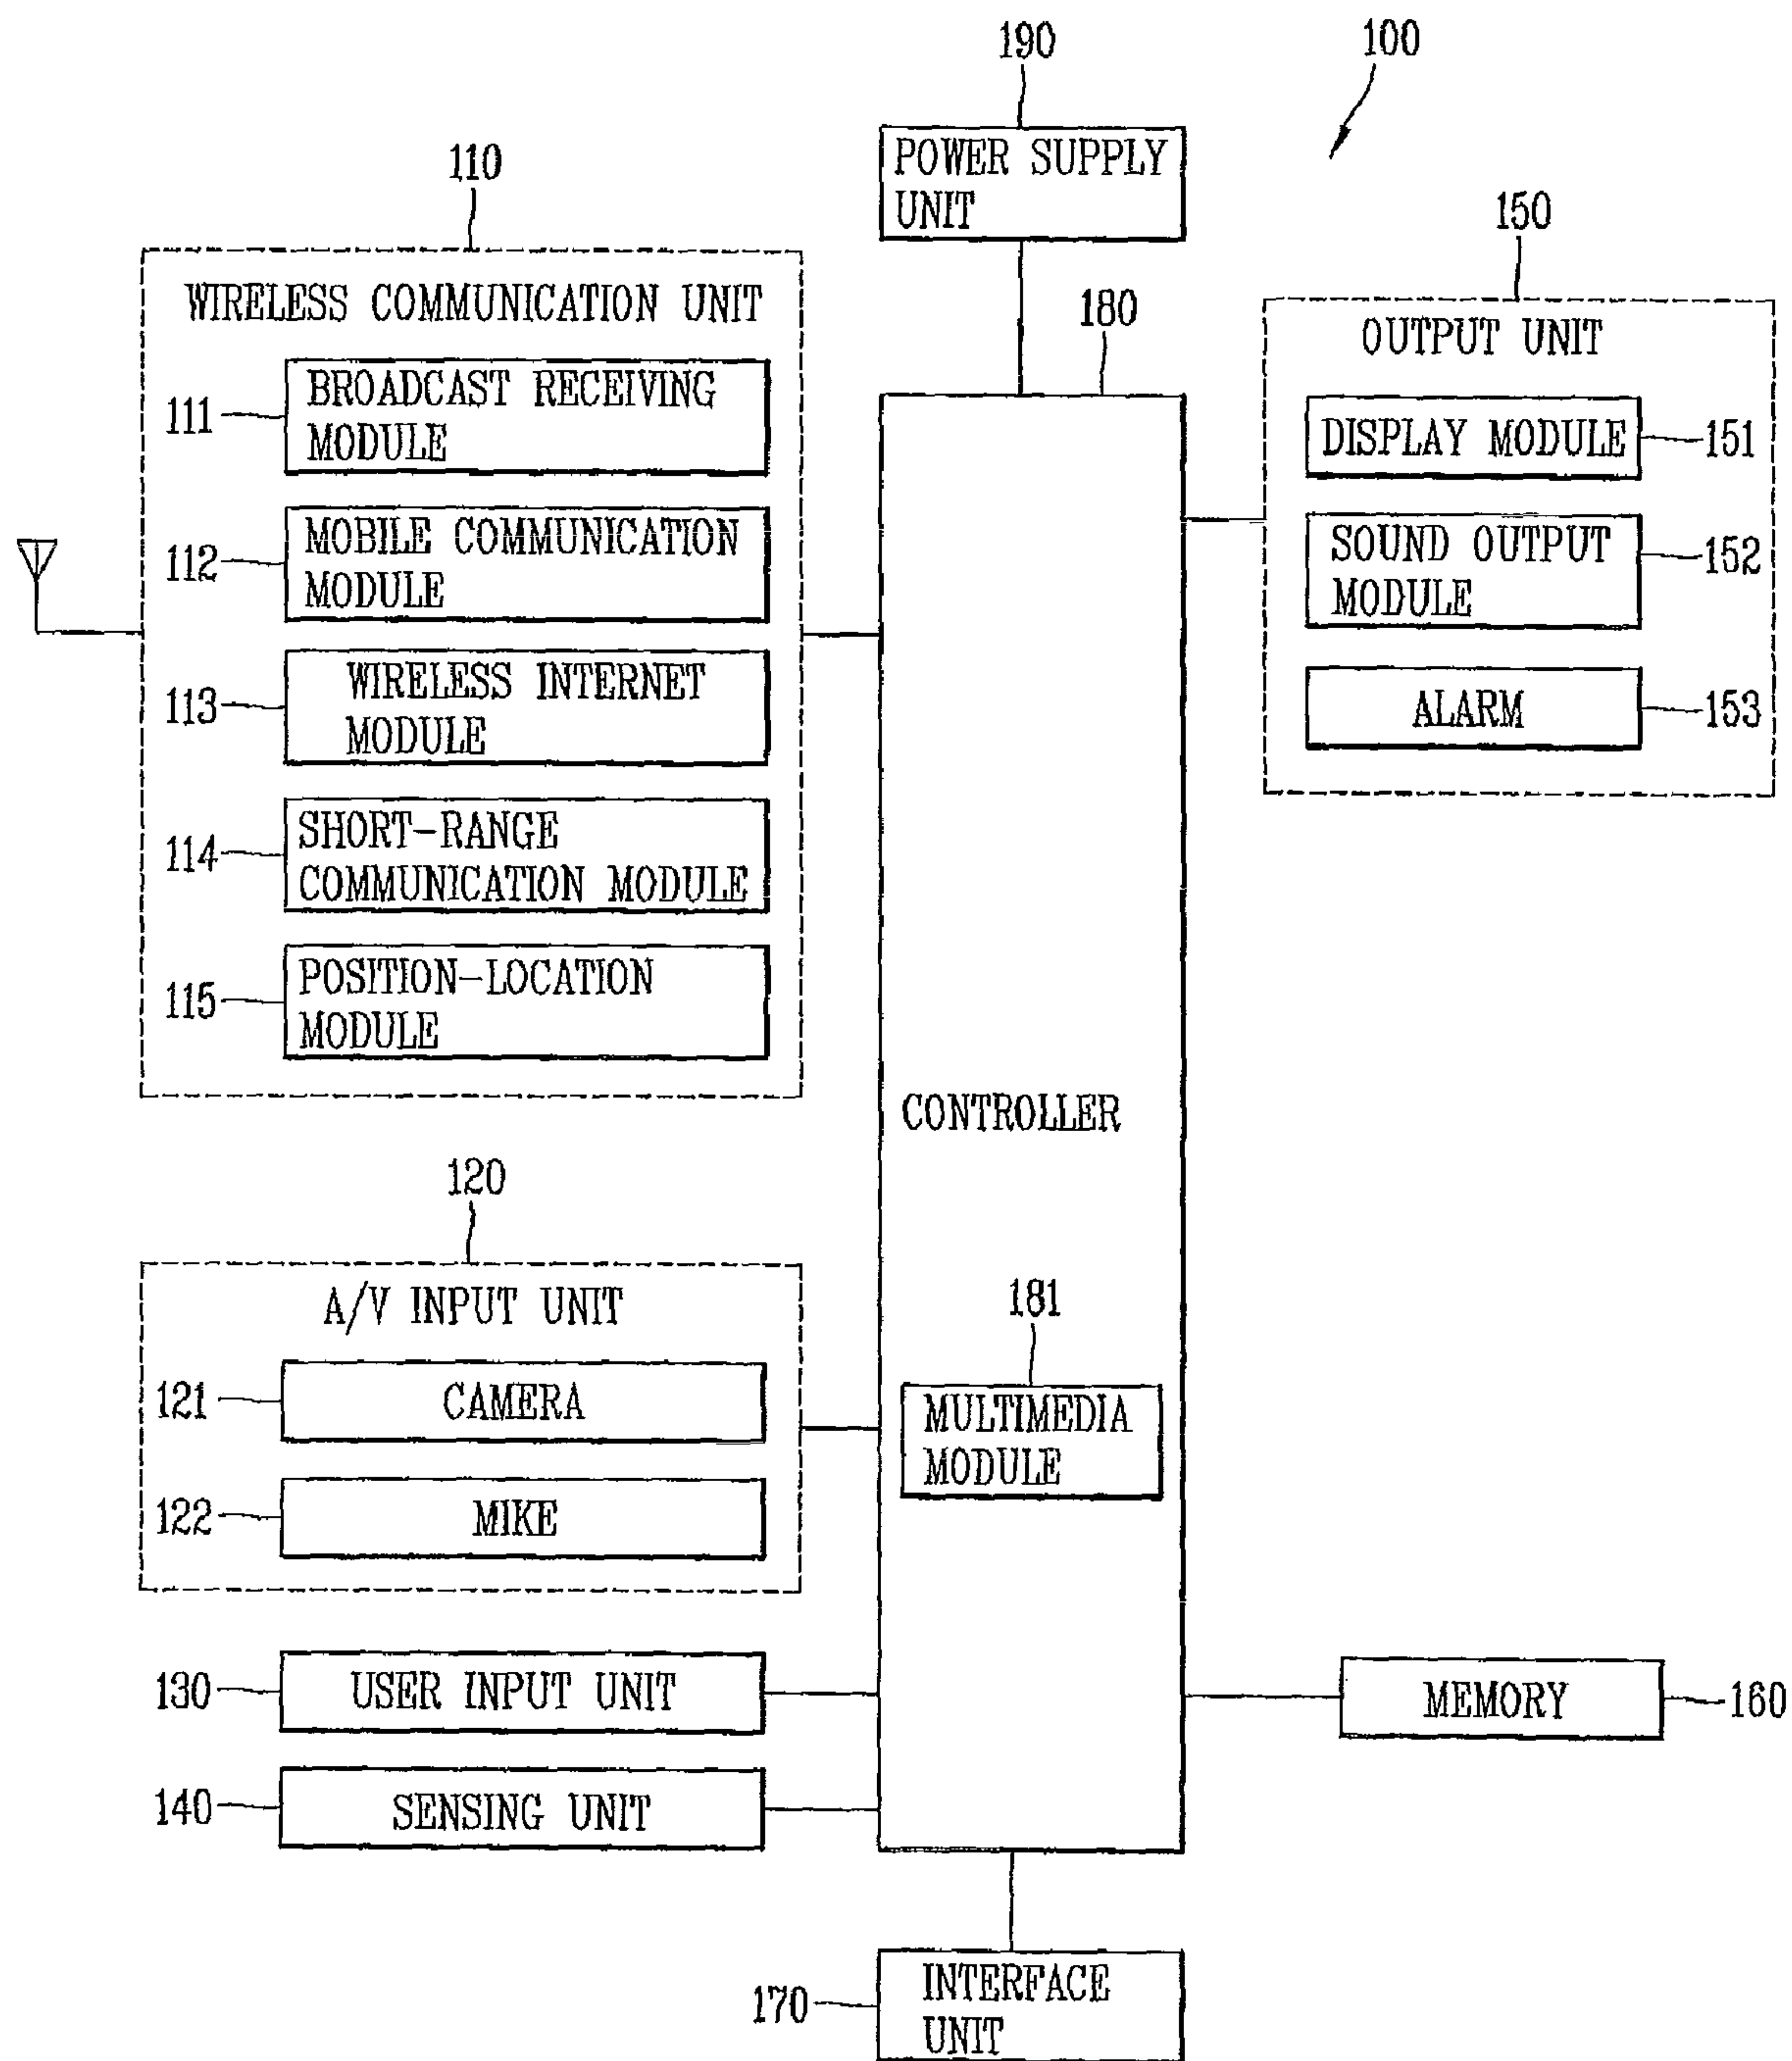 190
100
POWER SUPPLY
UNIT
110
WIRELESS COMMUNICATION UNIT
111
BROADCAST RECEIVING
MODULE
112
MOBILE COMMUNICATION
MODULE
113
WIRELESS INTERNET
MODULE
114
SHORT-RANGE
COMMUNICATION MODULE
115
POSITION-LOCATION
MODULE
120
A/V INPUT UNIT
121
CAMERA
122
MIKE
130
USER INPUT UNIT
140
SENSING UNIT
180
CONTROLLER
181
MULTIMEDIA
MODULE
150
OUTPUT UNIT
DISPLAY MODULE
151
SOUND OUTPUT
MODULE
152
ALARM
153
MEMORY
160
170
INTERFACE
UNIT